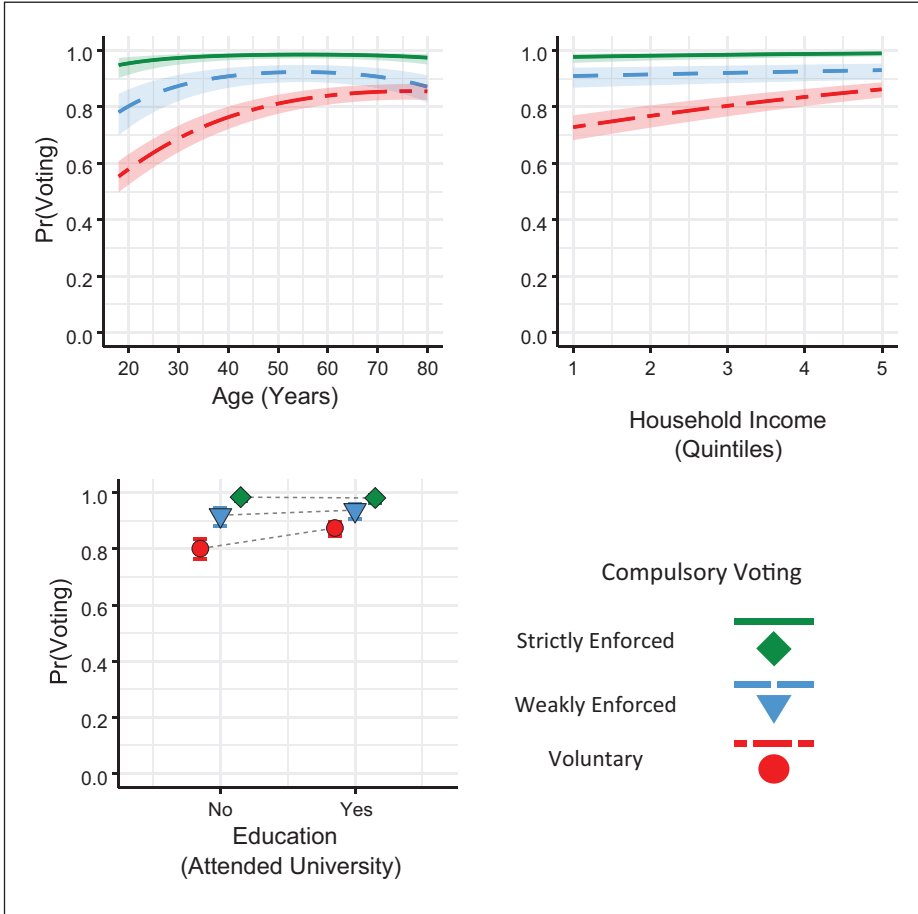 Pr(Voting)
1.0
0.8
0.6
0.4
0.2
0.0
20 30 40 50 60 70 80
Age (Years)
1.0
0.8
0.6
0.4
0.2
0.0
1 2 3 4 5
Household Income
(Quintiles)
Pr(Voting)
1.0
0.8
0.6
0.4
0.2
0.0
No Yes
Education
(Attended University)
Compulsory Voting
Strictly Enforced
Weakly Enforced
Voluntary